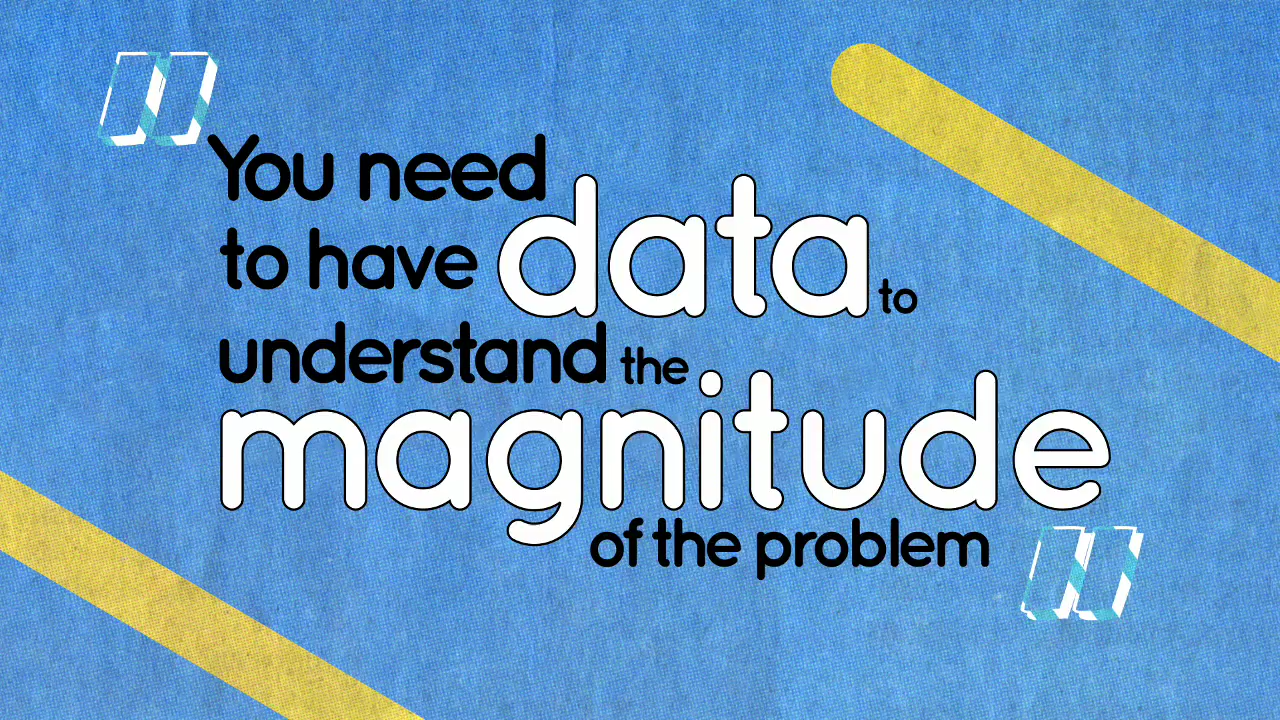 You need
to have data to
understand the
magnitude
of the problem